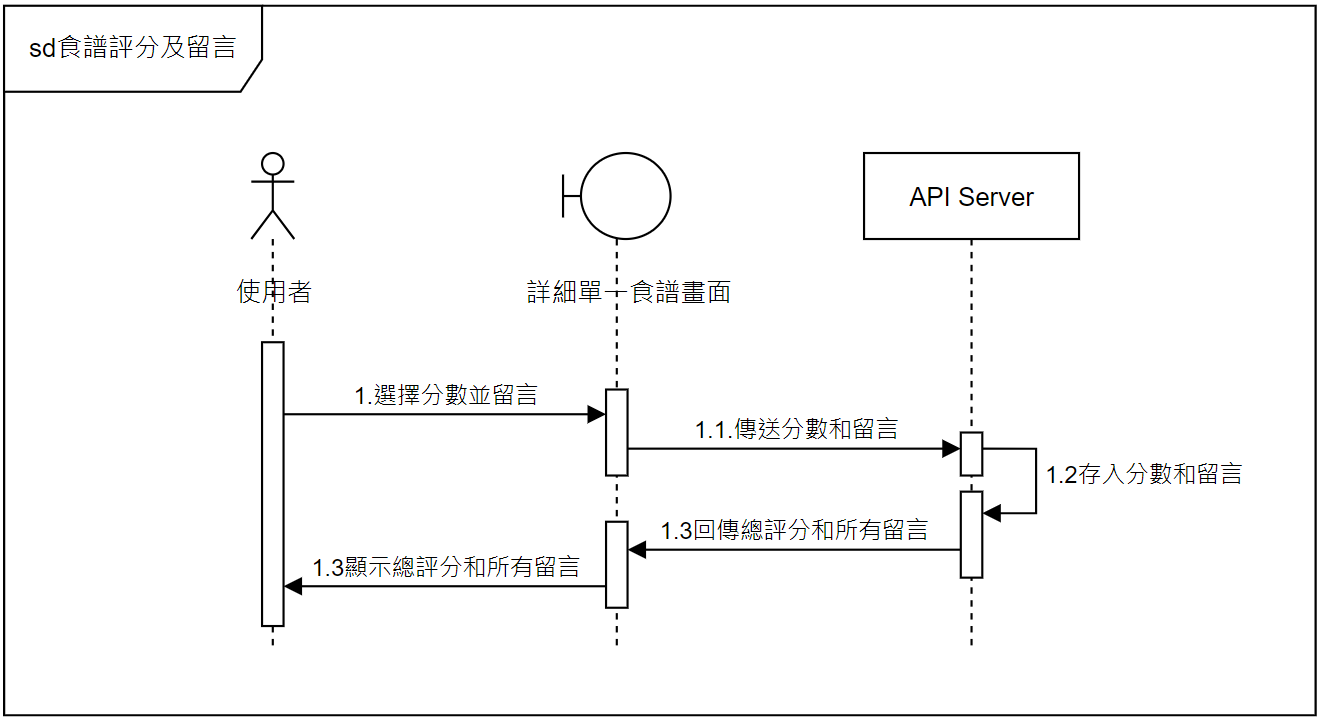 sd食譜評分及留言
API Server
使用者
詳細單一食譜畫面
1.選擇分數並留言
1.1.傳送分數和留言
1.2存入分數和留言
1.3回傳總評分和所有留言
1.3顯示總評分和所有留言